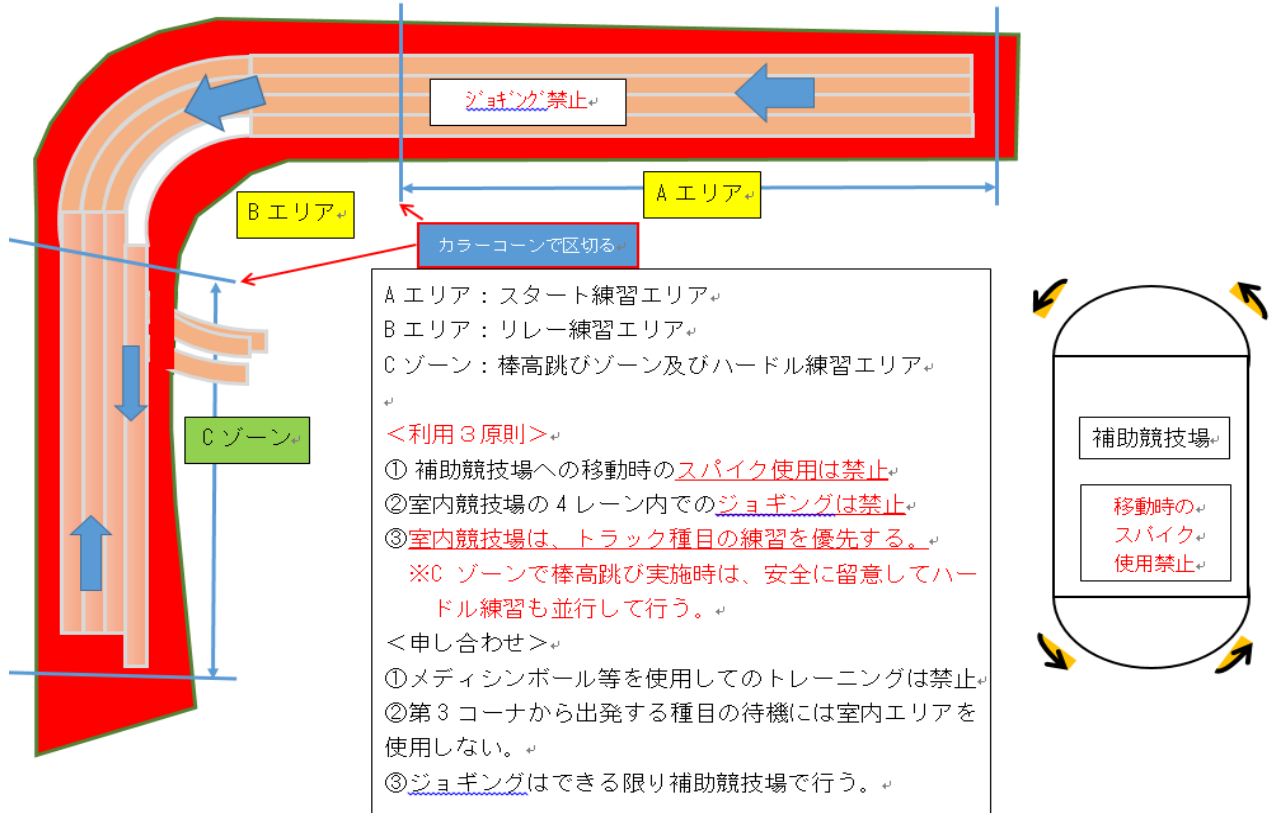 ｼﾞｮｷﾞﾝｸﾞ禁止
Aエリア
Bエリア
カラーコーンで区切る
Cゾーン
Aエリア：スタート練習エリア
Bエリア：リレー練習エリア
Cゾーン：棒高跳びゾーン及びハードル練習エリア
＜利用３原則＞
① 補助競技場への移動時のスパイク使用は禁止
②室内競技場の４レーン内でのジョギングは禁止
③室内競技場は、トラック種目の練習を優先する。
※C ゾーンで棒高跳び実施時は、安全に留意してハー
ドル練習も並行して行う。
＜申し合わせ＞
①メディシンボール等を使用してのトレーニングは禁止
②第３コーナから出発する種目の待機には室内エリアを
使用しない。
③ジョギングはできる限り補助競技場で行う。
補助競技場
移動時の
スパイク
使用禁止